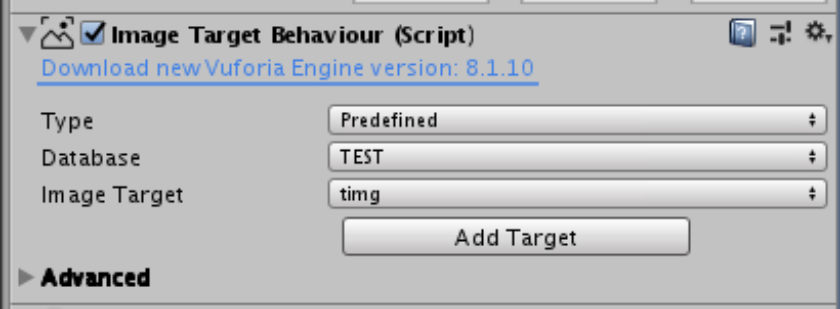 Image Target Behaviour (Script)
Download new Vuforia Engine version: 8.1.10
Type Predefined
Database TEST
Image Target timg
Add Target
Advanced